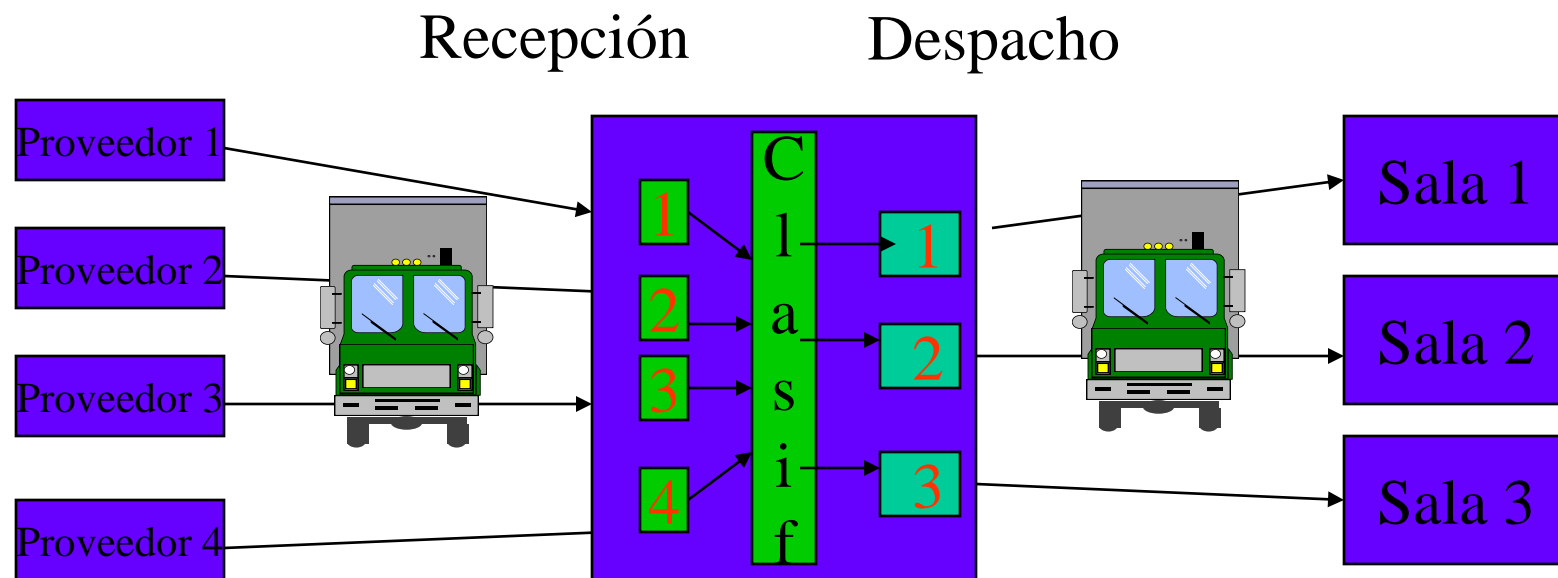 Recepción
Despacho
Proveedor 1
Proveedor 2
Proveedor 3
Proveedor 4
1
2
3
4
C
l
a
s
i
f
1
2
3
Sala 1
Sala 2
Sala 3